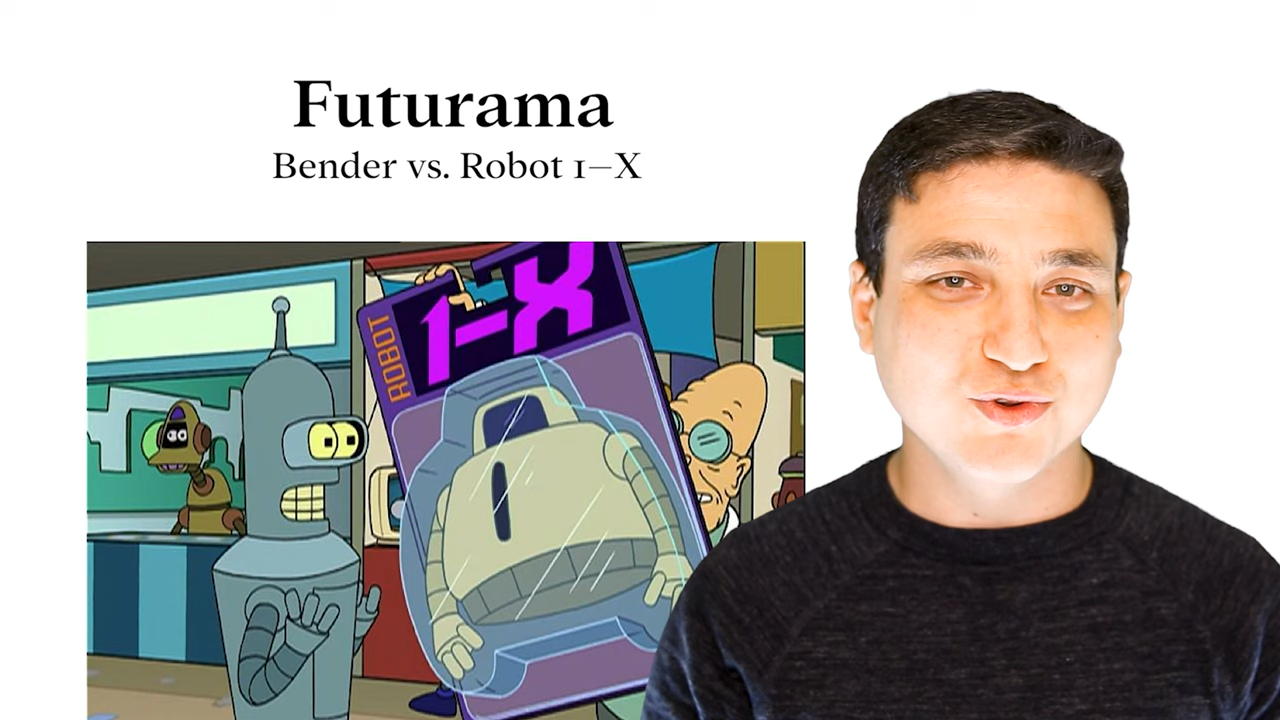 Futurama
Bender vs. Robot 1–X
ROBOT
1-X